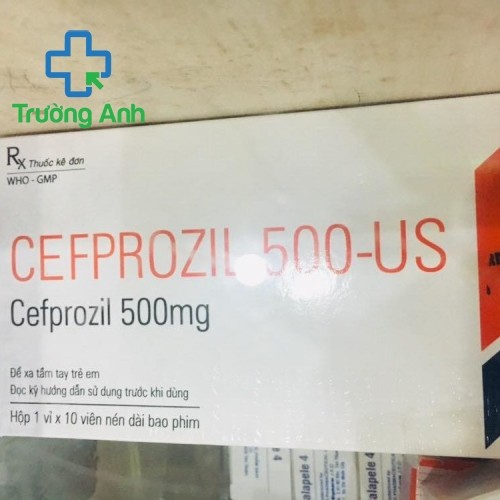 Trường Anh
Rx Thuốc kê đơn
WHO - GMP
CEFPROZIL 500-US
Cefprozil 500mg
Để xa tầm tay trẻ em
Đọc kỹ hướng dẫn sử dụng trước khi dùng
Hộp 1 vỉ x 10 viên nén dài bao phim